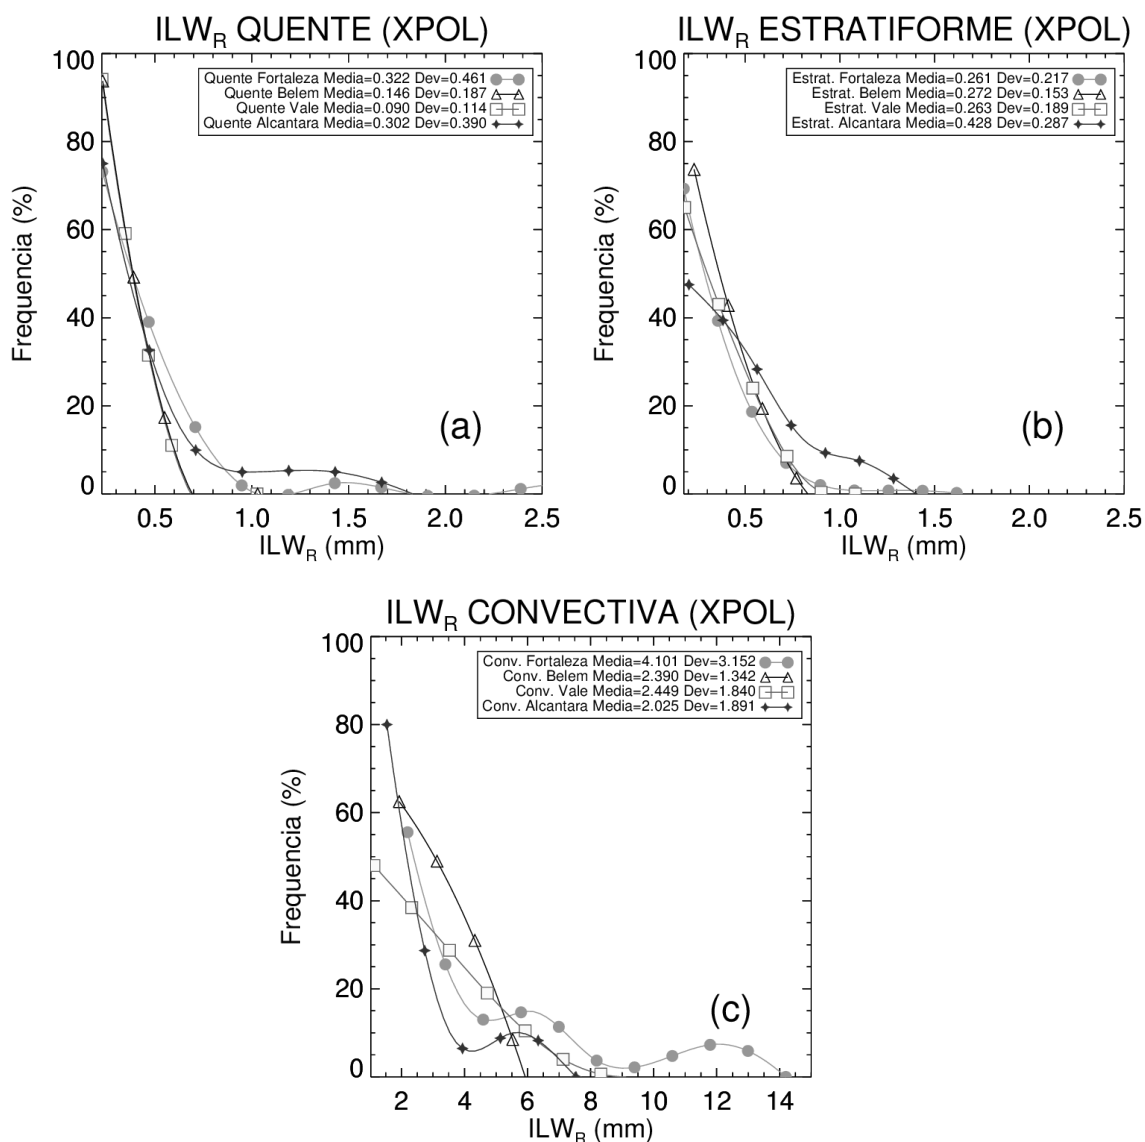 ILW_R QUENTE (XPOL)
Quente Fortaleza Media=0.322 Dev=0.461
Quente Belem Media=0.146 Dev=0.187
Quente Vale Media=0.090 Dev=0.114
Quente Alcantara Media=0.302 Dev=0.390
Frequencia (%)
100
80
60
40
20
0
(a)
0.5 1.0 1.5 2.0 2.5
ILW_R (mm)
ILW_R ESTRATIFORME (XPOL)
Estrat. Fortaleza Media=0.261 Dev=0.217
Estrat. Belem Media=0.272 Dev=0.153
Estrat. Vale Media=0.263 Dev=0.189
Estrat. Alcantara Media=0.428 Dev=0.287
Frequencia (%)
100
80
60
40
20
0
(b)
0.5 1.0 1.5 2.0 2.5
ILW_R (mm)
ILW_R CONVECTIVA (XPOL)
Conv. Fortaleza Media=4.101 Dev=3.152
Conv. Belem Media=2.390 Dev=1.342
Conv. Vale Media=2.449 Dev=1.840
Conv. Alcantara Media=2.025 Dev=1.891
Frequencia (%)
100
80
60
40
20
0
(c)
2 4 6 8 10 12 14
ILW_R (mm)